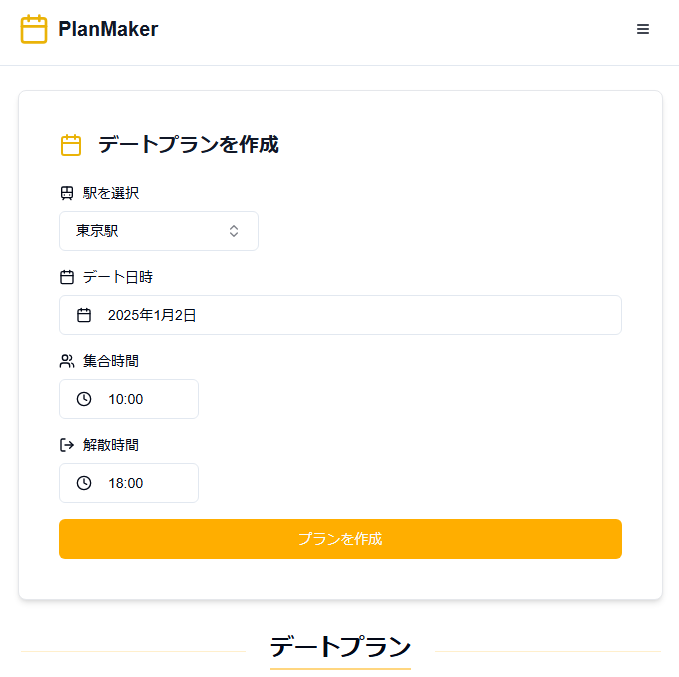 PlanMaker
デートプランを作成
駅を選択
東京駅
デート日時
2025年1月2日
集合時間
10:00
解散時間
18:00
プランを作成
デートプラン